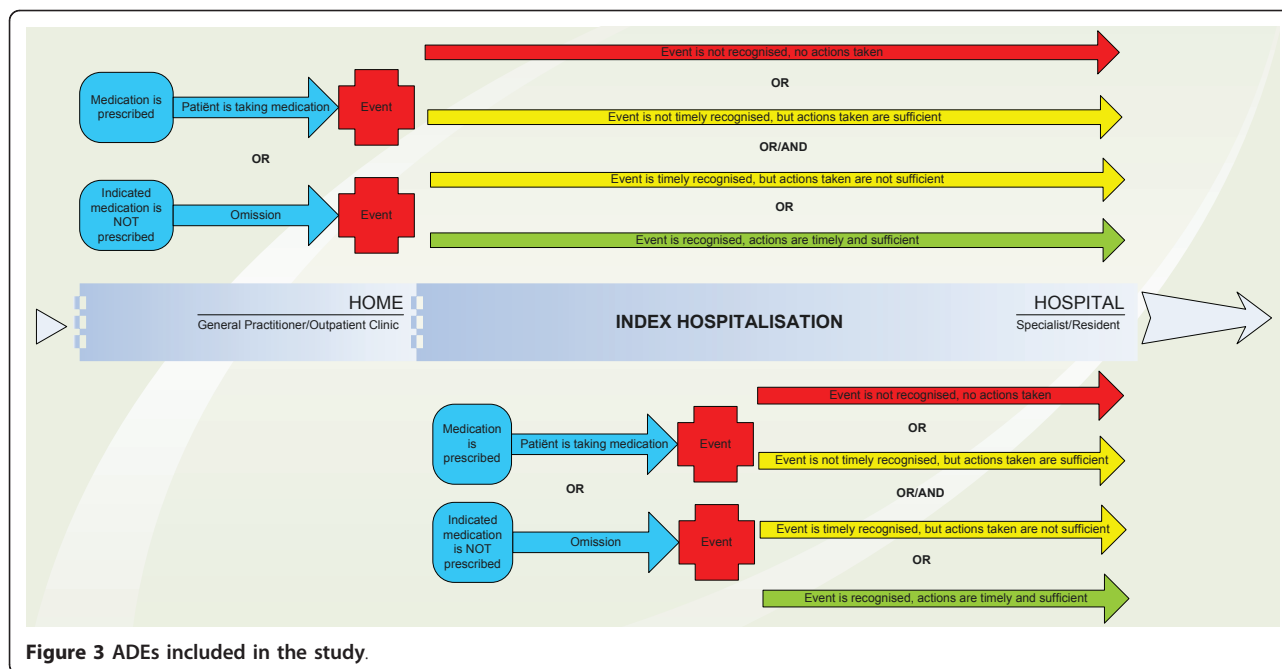 Event is not recognised, no actions taken
OR
Medication is
prescribed
Patiënt is taking medication
Event
Event is not timely recognised, but actions taken are sufficient
OR
OR/AND
Indicated
medication is
NOT
prescribed
Omission
Event
Event is timely recognised, but actions taken are not sufficient
OR
Event is recognised, actions are timely and sufficient
HOME
General Practitioner/Outpatient Clinic
INDEX HOSPITALISATION
HOSPITAL
Specialist/Resident
Event is not recognised, no actions taken
OR
Medication
is
prescribed
Patiënt is taking medication
Event
Event is not timely recognised, but actions taken are sufficient
OR
OR/AND
Indicated
medication
is NOT
prescribed
Omission
Event
Event is timely recognised, but actions taken are not sufficient
OR
Event is recognised, actions are timely and sufficient
Figure 3 ADEs included in the study.